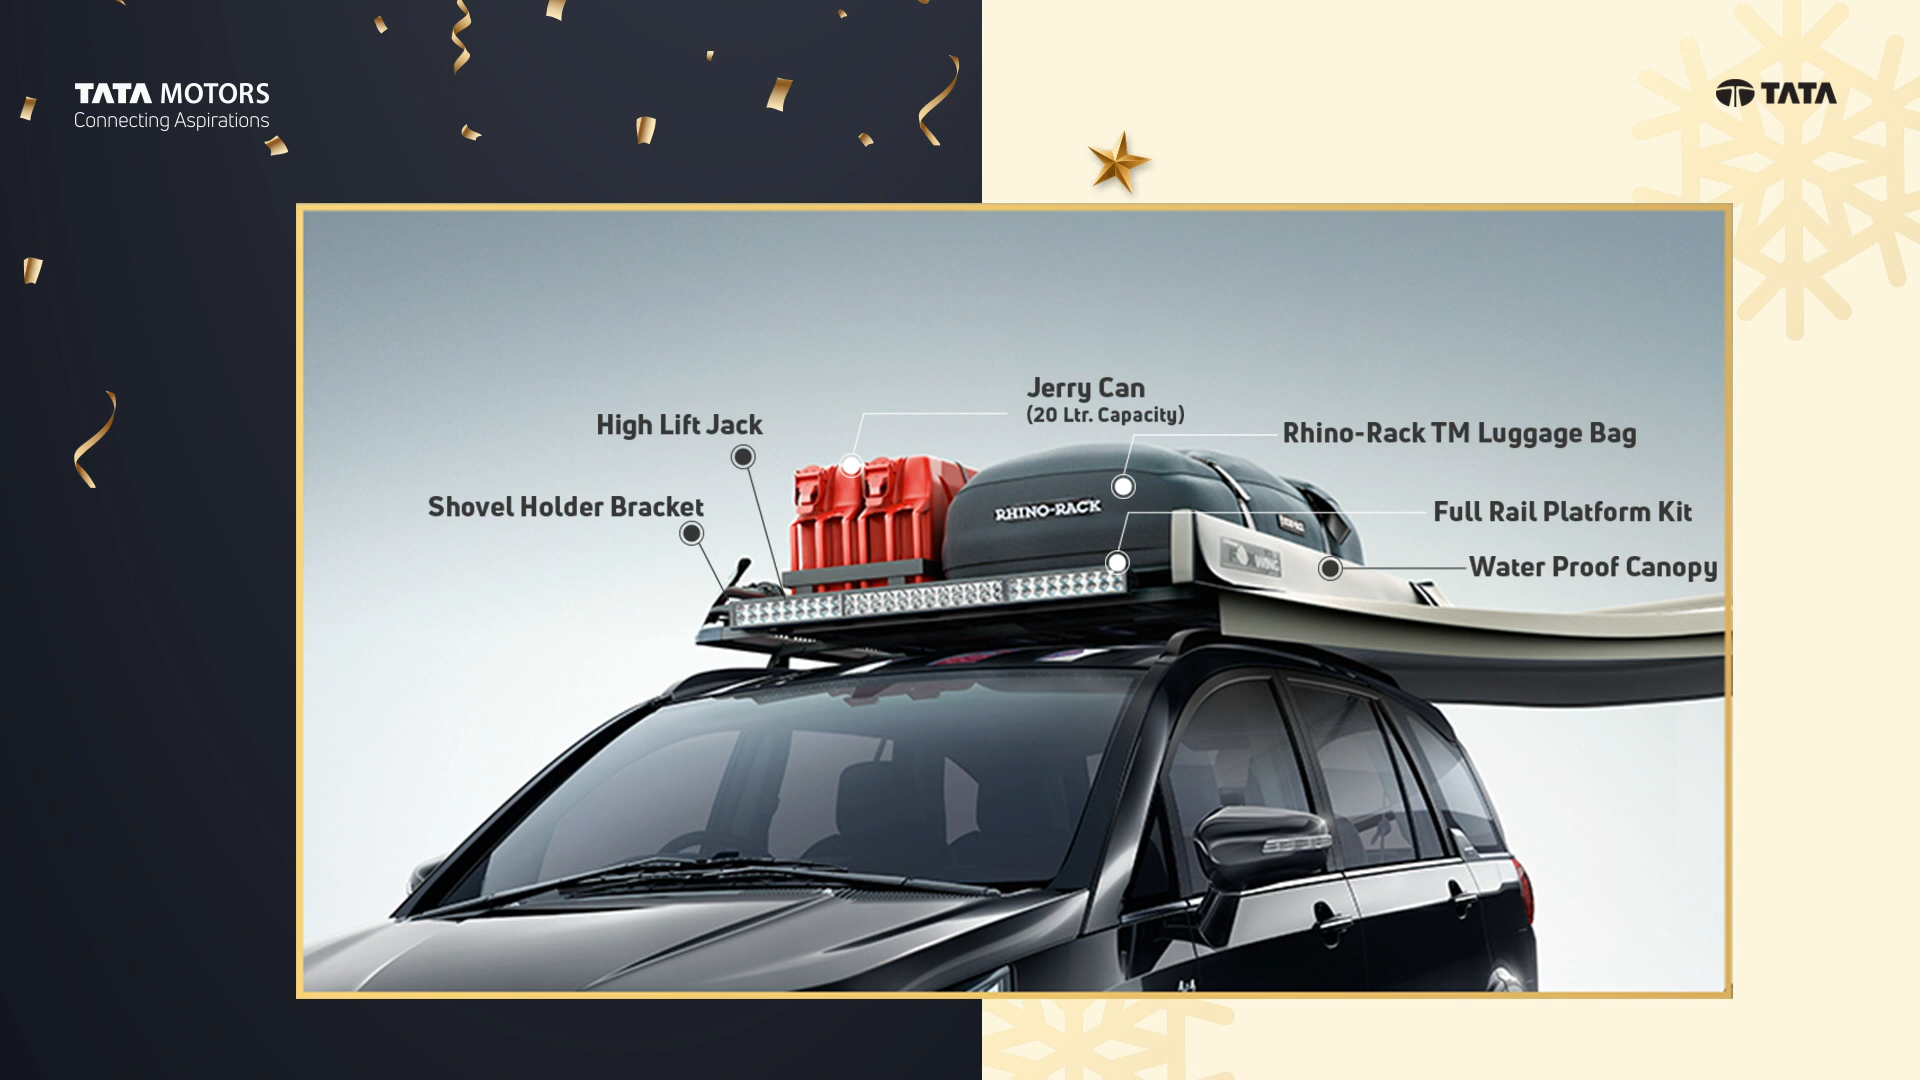 TATA MOTORS
Connecting Aspirations
TATA
Jerry Can
(20 Ltr. Capacity)
High Lift Jack
Rhino-Rack TM Luggage Bag
Shovel Holder Bracket
RHINO-RACK
Full Rail Platform Kit
Water Proof Canopy
4x4